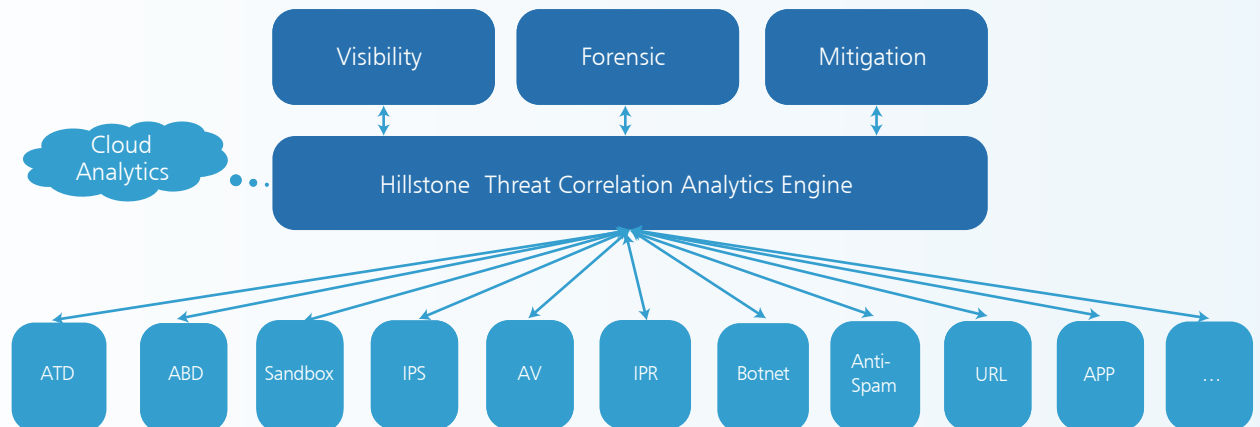 Visibility
Forensic
Mitigation
Cloud
Analytics
Hillstone Threat Correlation Analytics Engine
ATD
ABD
Sandbox
IPS
AV
IPR
Botnet
Anti-
Spam
URL
APP
...